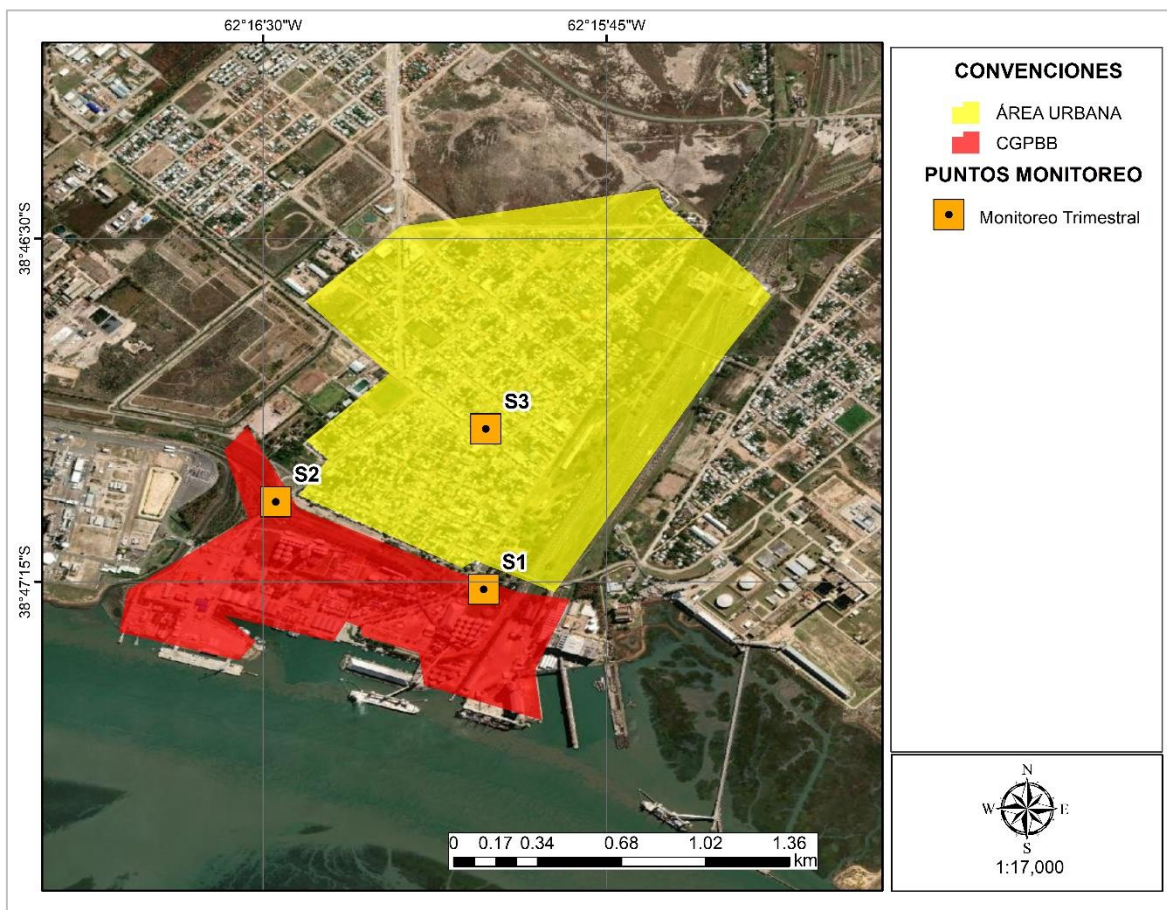 62°16'30"W
62°15'45"W
38°46'30"S
38°47'15"S
S3
S2
S1
0 0.17 0.34 0.68 1.02 1.36
km
CONVENCIONES
ÁREA URBANA
CGPBB
PUNTOS MONITOREO
Monitoreo Trimestral
N
W
E
S
1:17,000